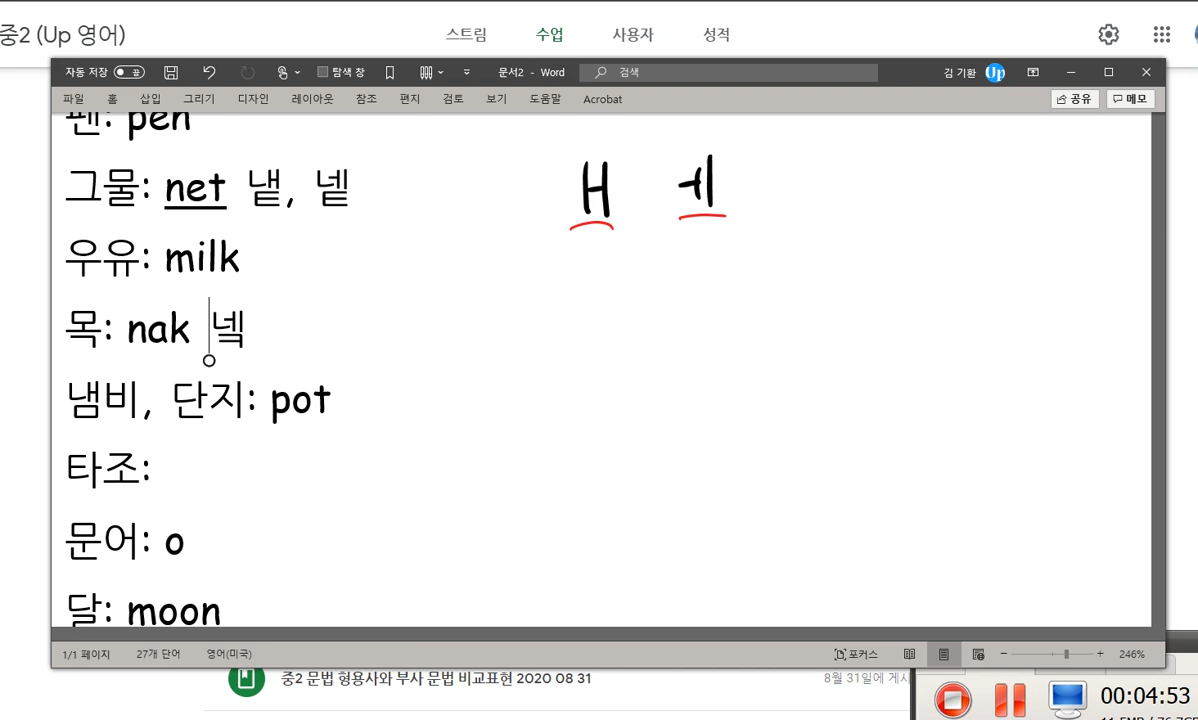 중2 (Up 영어) 스트림 수업 사용자 성적
자동 저장 끔 탐색 창 문서2 - Word 검색 김 기환 Up
파일 홈 삽입 그리기 디자인 레이아웃 참조 편지 검토 보기 도움말 Acrobat 공유 메모
펜: pen
그물: net 냍, 넽 ㅐ ㅔ
우유: milk
목: nak 넼
냄비, 단지: pot
타조:
문어: o
달: moon
1/1 페이지 27개 단어 영어(미국) 포커스 246%
중2 문법 형용사와 부사 문법 비교표현 2020 08 31 8월 31일에 게시
00:04:53